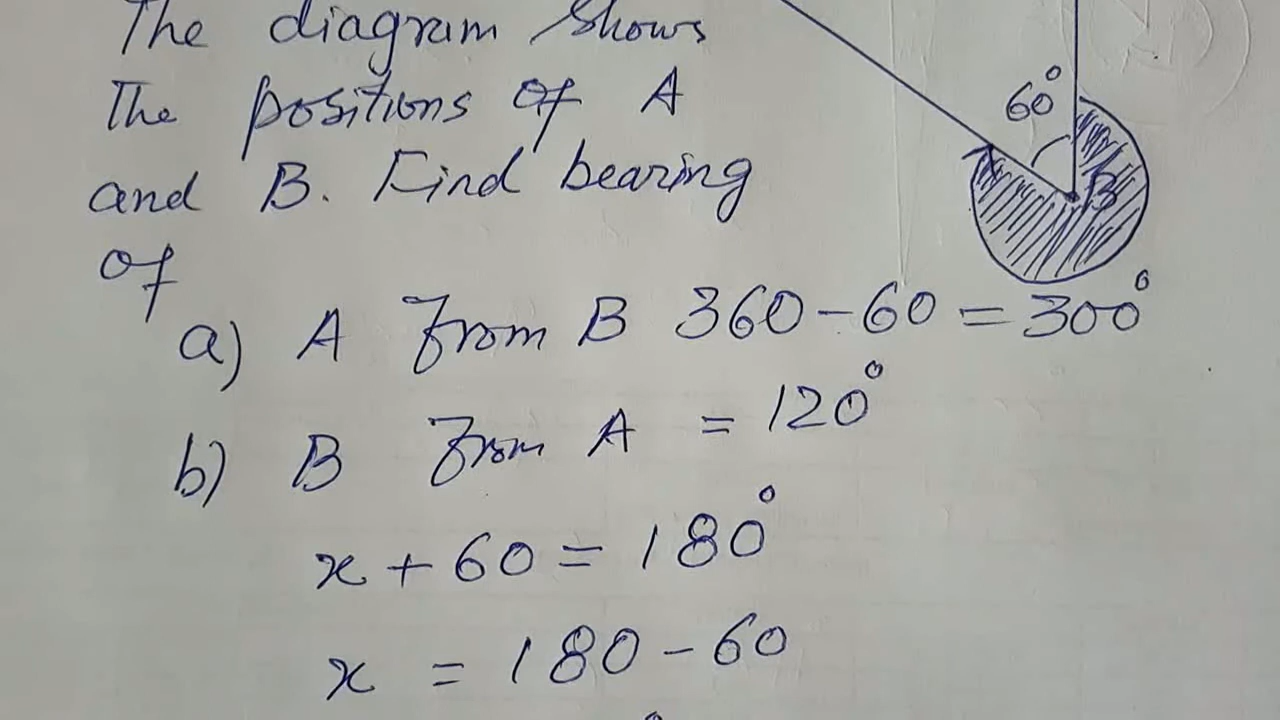 The diagram shows
The positions of A
and B. Find bearing
of
60°
B
a) A from B 360-60=300°
b) B from A = 120°
x + 60 = 180°
x = 180-60